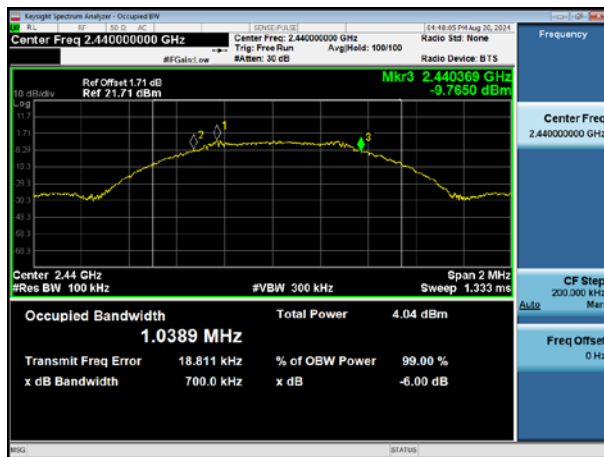 Keysight Spectrum Analyzer - Occupied BW
RL RF 50 Ω AC SENSE:PULSE 04:48:05 PM Aug 20, 2024
Center Freq 2.440000000 GHz Center Freq: 2.440000000 GHz Radio Std: None Frequency
Trig: Free Run Avg|Hold: 100/100
#IFGain:Low #Atten: 30 dB Radio Device: BTS
Ref Offset 1.71 dB Mkr3 2.440369 GHz
10 dB/div Ref 21.71 dBm -9.7650 dBm
Log
11.7
1.71
-8.29
-18.3
-28.3
-38.3
-48.3
-58.3
-68.3
2 1 3
Center Freq
2.440000000 GHz
Center 2.44 GHz Span 2 MHz
#Res BW 100 kHz #VBW 300 kHz Sweep 1.333 ms
CF Step
200.000 kHz
Auto Man
Occupied Bandwidth Total Power 4.04 dBm
1.0389 MHz
Transmit Freq Error 18.811 kHz % of OBW Power 99.00 %
x dB Bandwidth 700.0 kHz x dB -6.00 dB
Freq Offset
0 Hz
MSG STATUS